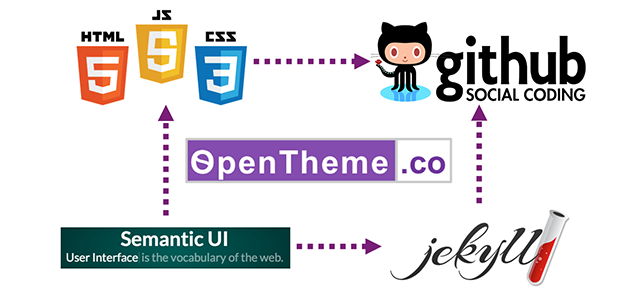 HTML
5
JS
5
CSS
3
github
SOCIAL CODING
OpenTheme.co
Semantic UI
User Interface is the vocabulary of the web.
jekyll